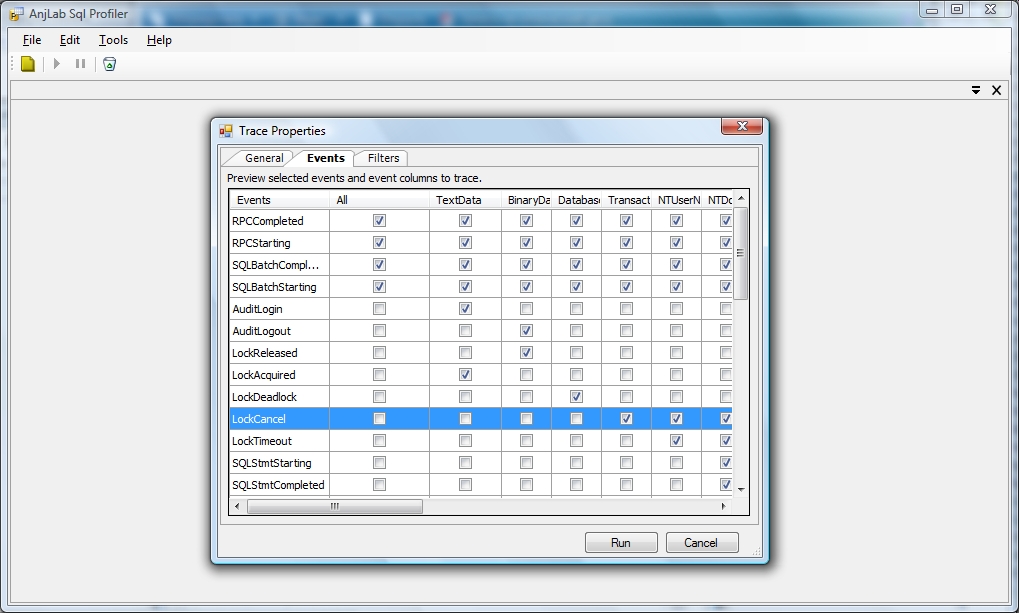 AnjLab Sql Profiler
File Edit Tools Help
Trace Properties
General Events Filters
Preview selected events and event columns to trace.
Events All TextData BinaryDa Database Transact NTUserN NTDo
RPCCompleted
RPCStarting
SQLBatchCompl...
SQLBatchStarting
AuditLogin
AuditLogout
LockReleased
LockAcquired
LockDeadlock
LockCancel
LockTimeout
SQLStmtStarting
SQLStmtCompleted
Run Cancel